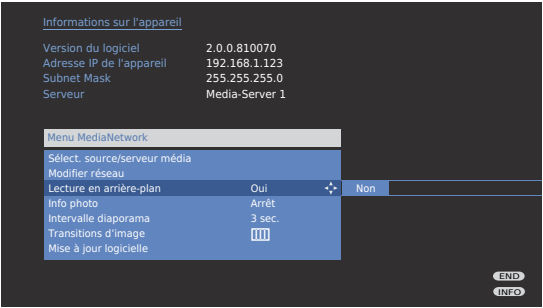 Informations sur l'appareil
Version du logiciel 2.0.0.810070
Adresse IP de l'appareil 192.168.1.123
Subnet Mask 255.255.255.0
Serveur Media-Server 1
Menu MediaNetwork
Sélect. source/serveur média
Modifier réseau
Lecture en arrière-plan Oui Non
Info photo Arrêt
Intervalle diaporama 3 sec.
Transitions d'image
Mise à jour logicielle
END
INFO